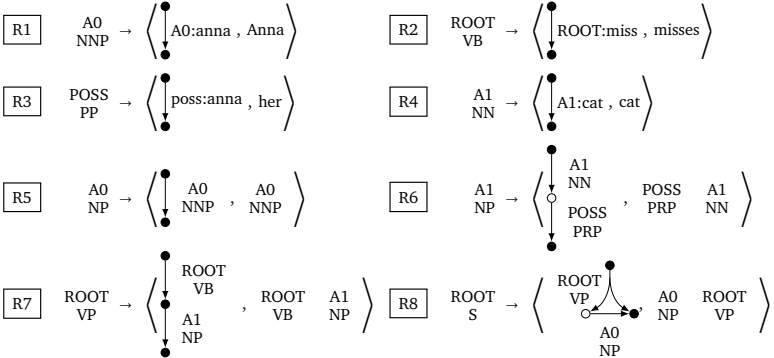 R1 A0 NNP → ⟨ A0:anna , Anna ⟩
R2 ROOT VB → ⟨ ROOT:miss , misses ⟩
R3 POSS PP → ⟨ poss:anna , her ⟩
R4 A1 NN → ⟨ A1:cat , cat ⟩
R5 A0 NP → ⟨ A0 NNP , A0 NNP ⟩
R6 A1 NP → ⟨ A1 NN POSS PRP , POSS PRP A1 NN ⟩
R7 ROOT VP → ⟨ ROOT VB A1 NP , ROOT VB A1 NP ⟩
R8 ROOT S → ⟨ ROOT VP A0 NP , A0 NP ROOT VP ⟩